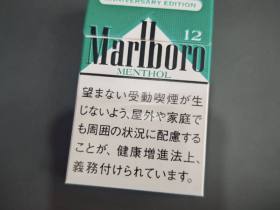 ANNIVERSARY EDITION
12
Marlboro
MENTHOL
望まない受動喫煙が生
じないよう、屋外や家庭で
も周囲の状況に配慮する
ことが、健康増進法上、
義務付けられています。